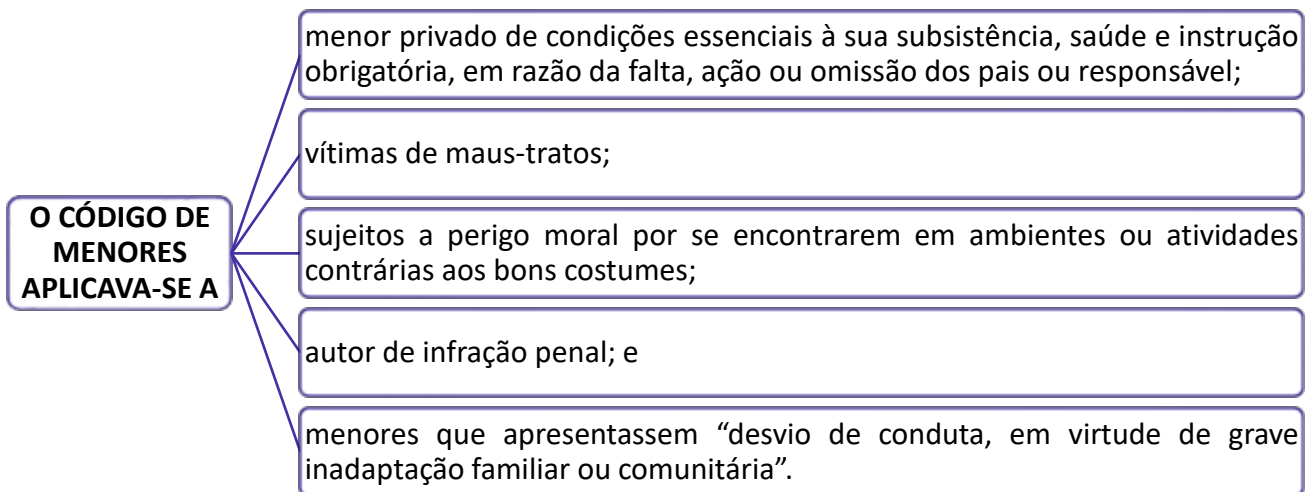 O CÓDIGO DE
MENORES
APLICAVA-SE A
menor privado de condições essenciais à sua subsistência, saúde e instrução
obrigatória, em razão da falta, ação ou omissão dos pais ou responsável;
vítimas de maus-tratos;
sujeitos a perigo moral por se encontrarem em ambientes ou atividades
contrárias aos bons costumes;
autor de infração penal; e
menores que apresentassem “desvio de conduta, em virtude de grave
inadaptação familiar ou comunitária”.